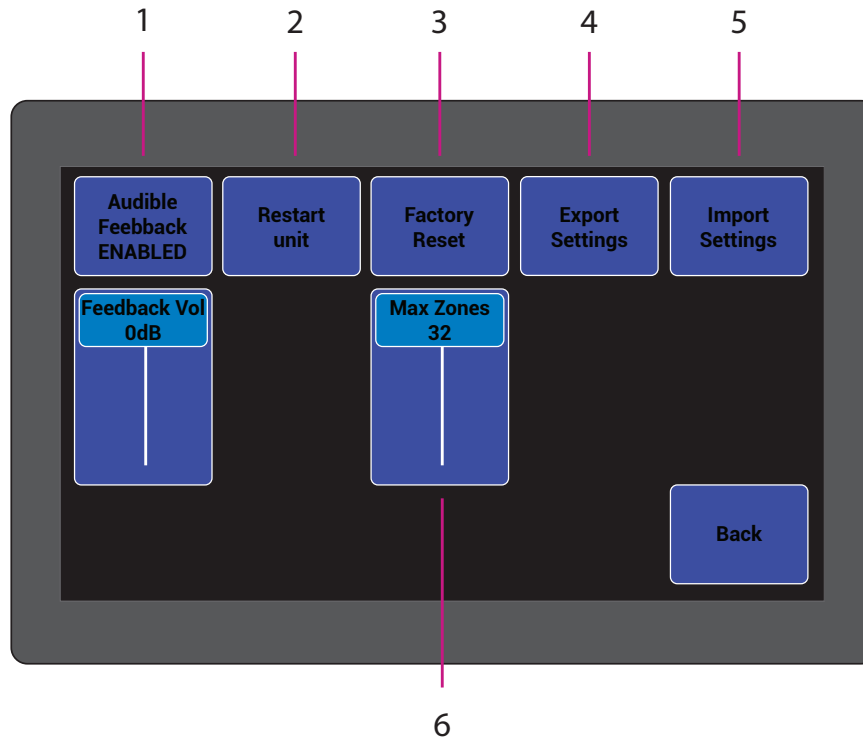 1 2 3 4 5
Audible
Feebback
ENABLED
Restart
unit
Factory
Reset
Export
Settings
Import
Settings
Feedback Vol
0dB
Max Zones
32
Back
6